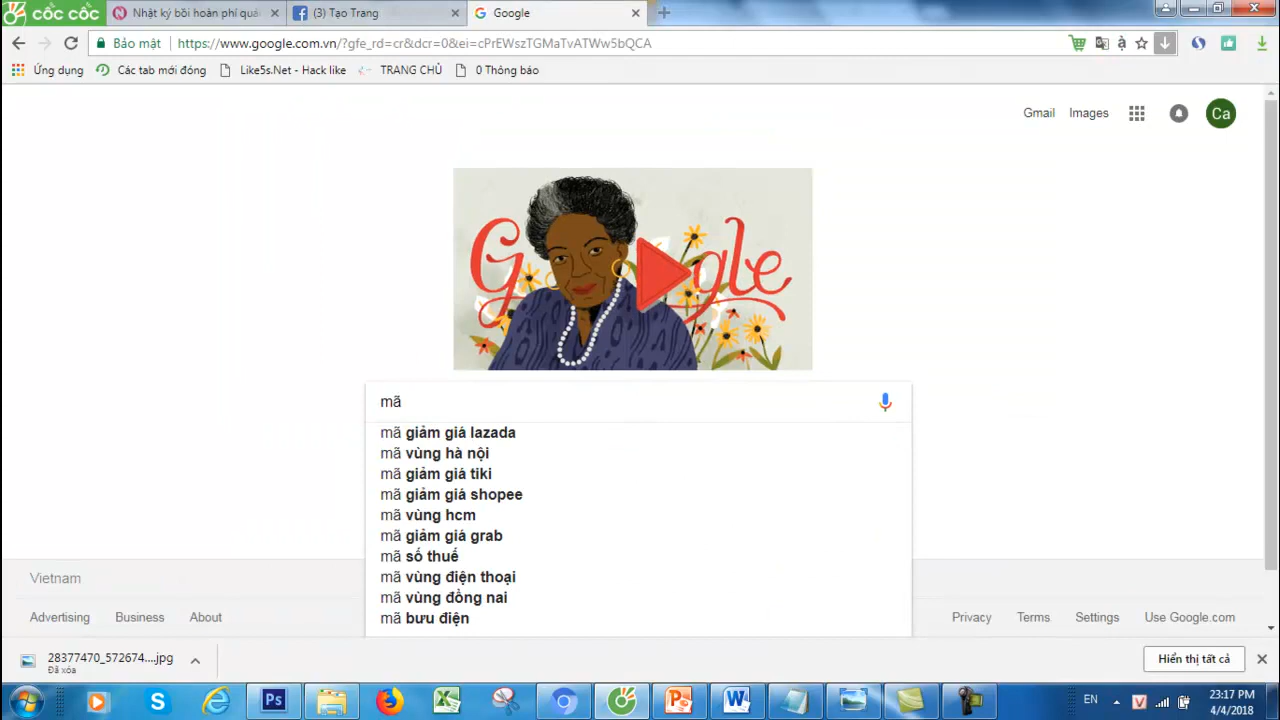 cốc cốc
Nhật ký bồi hoàn phí quản
(3) Tạo Trang
Google
Bảo mật
https://www.google.com.vn/?gfe_rd=cr&dcr=0&ei=cPrEWszTGMaTvATWw5bQCA
Ứng dụng
Các tab mới đóng
Like5s.Net - Hack like
TRANG CHỦ
0 Thông báo
Gmail
Images
Ca
Google
mã
mã giảm giá lazada
mã vùng hà nội
mã giảm giá tiki
mã giảm giá shopee
mã vùng hcm
mã giảm giá grab
mã số thuế
mã vùng điện thoại
mã vùng đồng nai
mã bưu điện
Vietnam
Advertising
Business
About
Privacy
Terms
Settings
Use Google.com
28377470_572674....jpg
Đã xóa
Hiển thị tất cả
EN
23:17 PM
4/4/2018